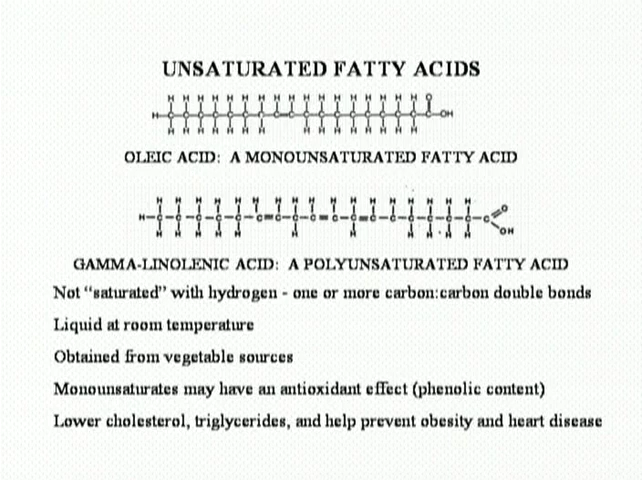 UNSATURATED FATTY ACIDS
OLEIC ACID: A MONOUNSATURATED FATTY ACID
GAMMA-LINOLENIC ACID: A POLYUNSATURATED FATTY ACID
Not “saturated” with hydrogen - one or more carbon:carbon double bonds
Liquid at room temperature
Obtained from vegetable sources
Monounsaturates may have an antioxidant effect (phenolic content)
Lower cholesterol, triglycerides, and help prevent obesity and heart disease